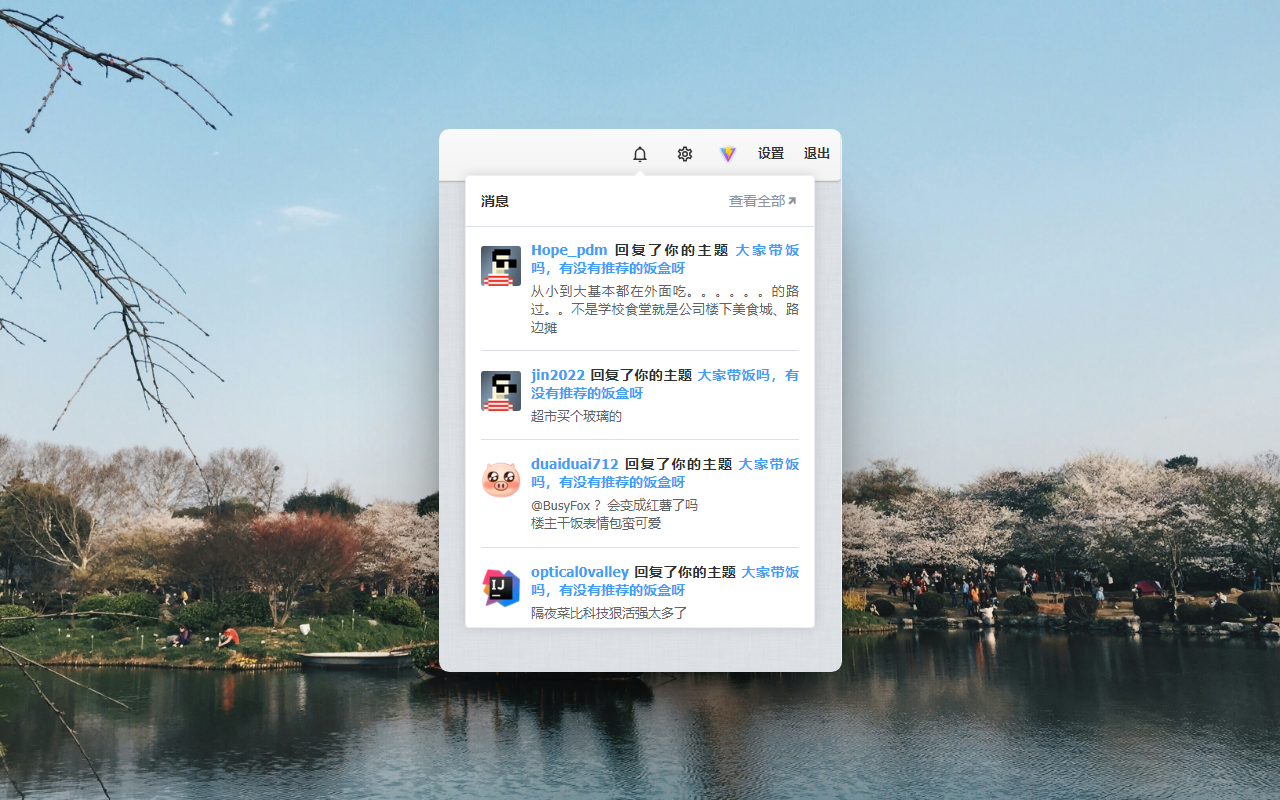 设置 退出
消息 查看全部
Hope_pdm 回复了你的主题 大家带饭
吗，有没有推荐的饭盒呀
从小到大基本都在外面吃。。。。。。的路
过。。不是学校食堂就是公司楼下美食城、路
边摊
jin2022 回复了你的主题 大家带饭吗，有
没有推荐的饭盒呀
超市买个玻璃的
duaiduai712 回复了你的主题 大家带饭
吗，有没有推荐的饭盒呀
@BusyFox ？会变成红薯了吗
楼主干饭表情包蛮可爱
IJ
optical0valley 回复了你的主题 大家带饭
吗，有没有推荐的饭盒呀
隔夜菜比科技狠活强太多了